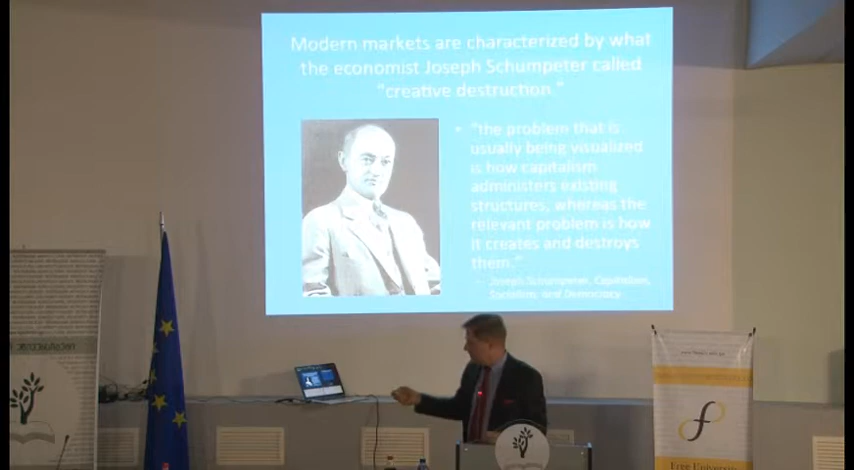 Modern markets are characterized by what
the economist Joseph Schumpeter called
“creative destruction.”
• “the problem that is
usually being visualized
is how capitalism
administers existing
structures, whereas the
relevant problem is how
it creates and destroys
them.”
— Joseph Schumpeter, Capitalism,
Socialism, and Democracy
Free Univers